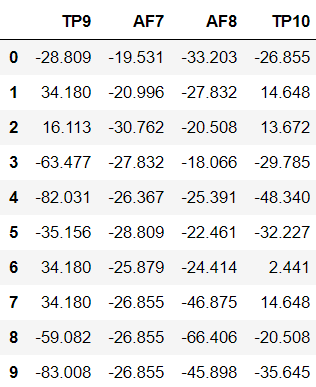 TP9 AF7 AF8 TP10
0 -28.809 -19.531 -33.203 -26.855
1 34.180 -20.996 -27.832 14.648
2 16.113 -30.762 -20.508 13.672
3 -63.477 -27.832 -18.066 -29.785
4 -82.031 -26.367 -25.391 -48.340
5 -35.156 -28.809 -22.461 -32.227
6 34.180 -25.879 -24.414 2.441
7 34.180 -26.855 -46.875 14.648
8 -59.082 -26.855 -66.406 -20.508
9 -83.008 -26.855 -45.898 -35.645